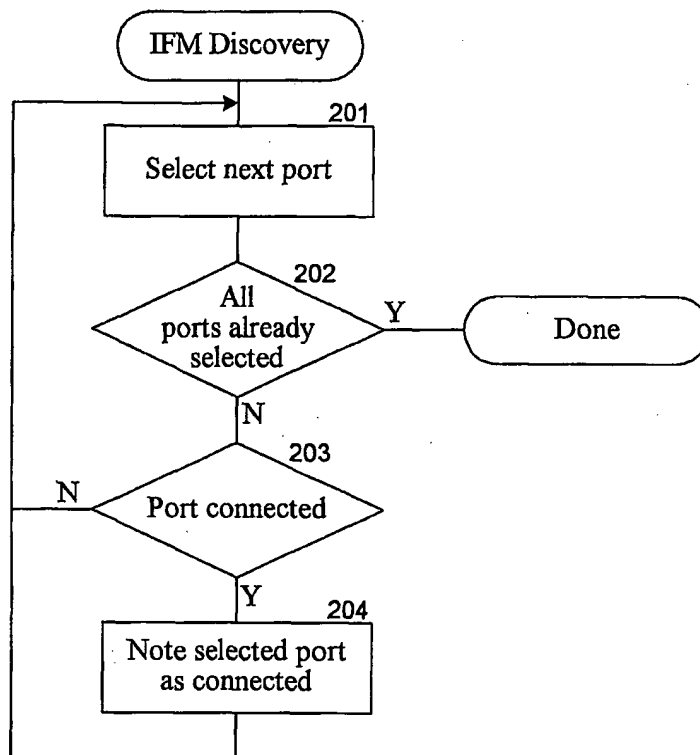 IFM Discovery
201
Select next port
202
All
ports already
selected
Y
Done
N
203
N
Port connected
Y
204
Note selected port
as connected